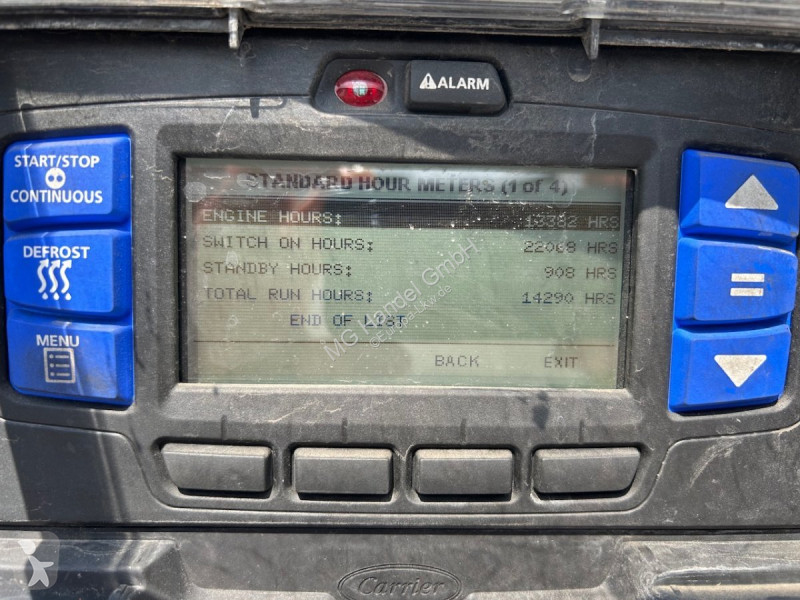 ALARM
START/STOP
CONTINUOUS
DEFROST
MENU
STANDARD HOUR METERS (1 of 4)
ENGINE HOURS: 13382 HRS
SWITCH ON HOURS: 22068 HRS
STANDBY HOURS: 908 HRS
TOTAL RUN HOURS: 14290 HRS
END OF LIST
BACK EXIT
MG Handel GmbH
Carrier